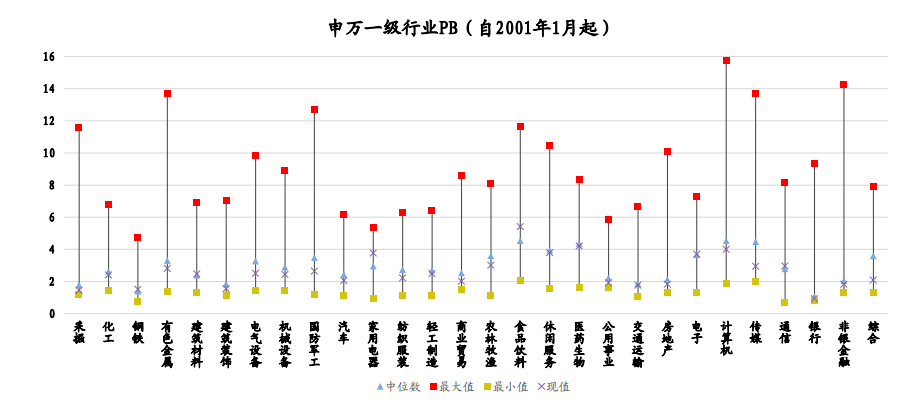 申万一级行业PB（自2001年1月起）
16
14
12
10
8
6
4
2
0
采掘
化工
钢铁
有色金属
建筑材料
建筑装饰
电气设备
机械设备
国防军工
汽车
家用电器
纺织服装
轻工制造
商业贸易
农林牧渔
食品饮料
休闲服务
医药生物
公用事业
交通运输
房地产
电子
计算机
传媒
通信
银行
非银金融
综合
中位数 最大值 最小值 现值